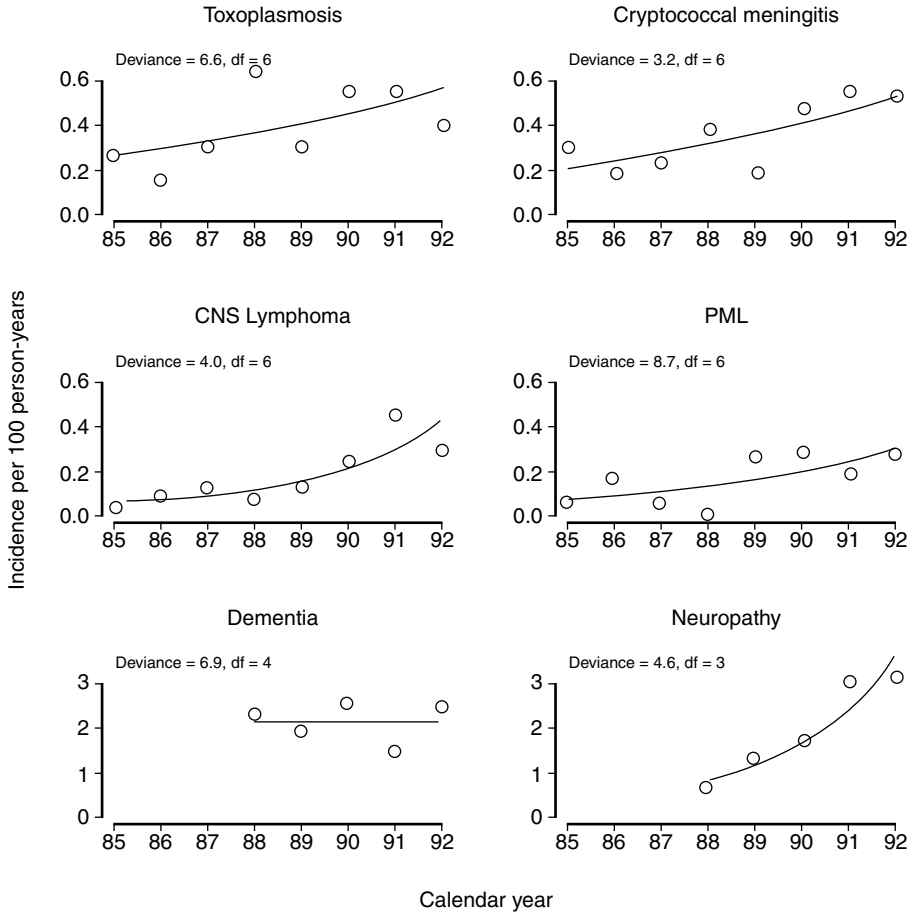 Toxoplasmosis
Deviance = 6.6, df = 6
0.6
0.4
0.2
0.0
85 86 87 88 89 90 91 92
Cryptococcal meningitis
Deviance = 3.2, df = 6
0.6
0.4
0.2
0.0
85 86 87 88 89 90 91 92
Incidence per 100 person-years
CNS Lymphoma
Deviance = 4.0, df = 6
0.6
0.4
0.2
0.0
85 86 87 88 89 90 91 92
PML
Deviance = 8.7, df = 6
0.6
0.4
0.2
0.0
85 86 87 88 89 90 91 92
Dementia
Deviance = 6.9, df = 4
3
2
1
0
85 86 87 88 89 90 91 92
Neuropathy
Deviance = 4.6, df = 3
3
2
1
0
85 86 87 88 89 90 91 92
Calendar year